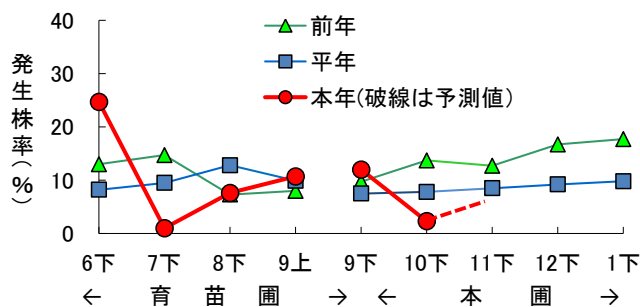 発生株率(%)
40
30
20
10
0
前年
平年
本年(破線は予測値)
6下 7下 8下 9上 9下 10下 11下 12下 1下
← 育 苗 圃 → ← 本 圃 →